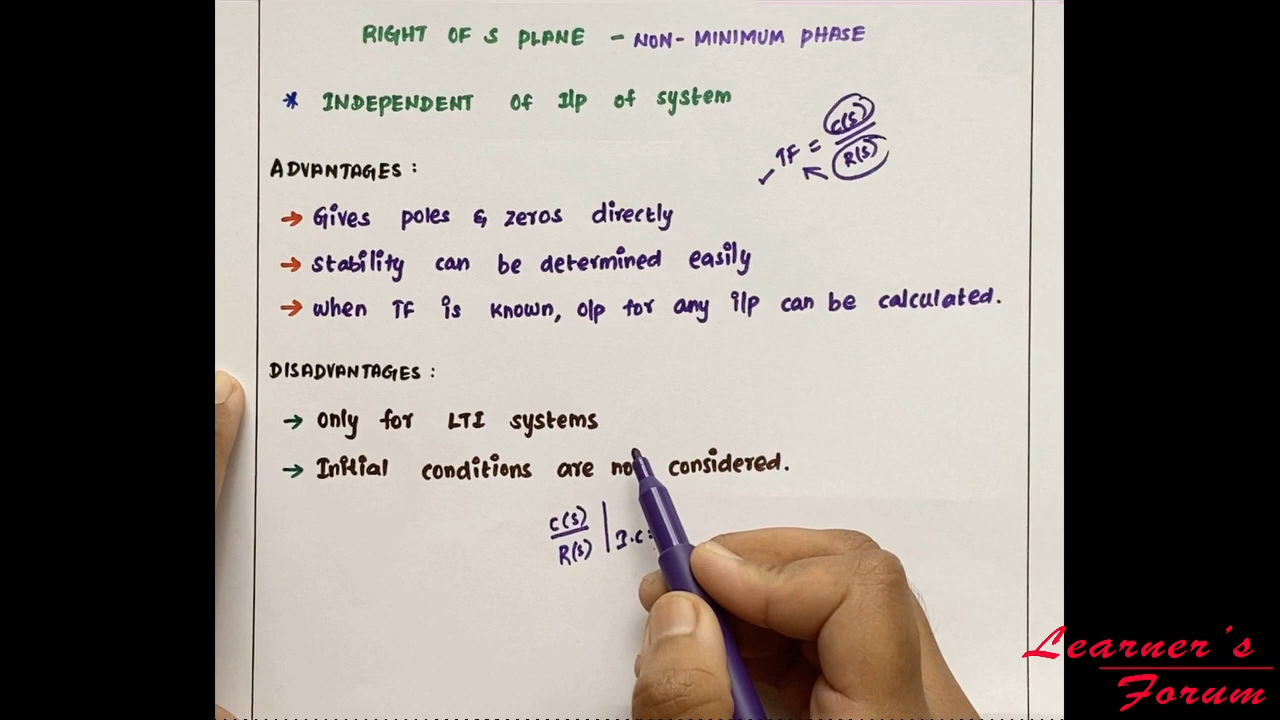 RIGHT OF S PLANE - NON-MINIMUM PHASE
* INDEPENDENT OF I/p OF system
TF = C(s)/R(s)
ADVANTAGES :
→ Gives poles & zeros directly
→ stability can be determined easily
→ when TF is known, o/p for any i/p can be calculated.
DISADVANTAGES :
→ Only for LTI systems
→ Initial conditions are considered.
C(s)/R(s) | I.C =
Learner's
Forum